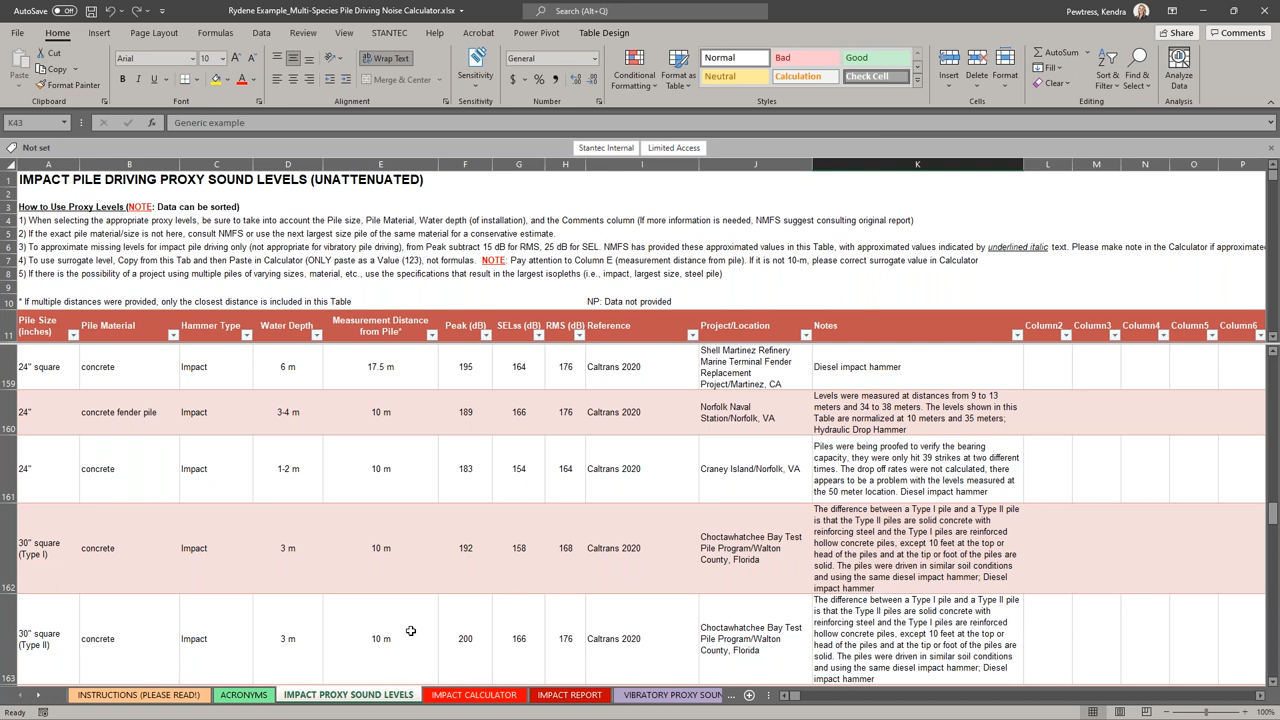 AutoSave Off Rydene Example_Multi-Species Pile Driving Noise Calculator.xlsx Search (Alt+Q) Pewtress, Kendra
File Home Insert Page Layout Formulas Data Review View STANTEC Help Acrobat Power Pivot Table Design Share Comments
Paste Cut Copy Format Painter
Arial 10 Wrap Text Merge & Center Sensitivity General Conditional Formatting Format as Table Normal Bad Good Neutral Calculation Check Cell Insert Delete Format AutoSum Fill Clear Sort & Filter Find & Select Analyze Data
Clipboard Font Alignment Sensitivity Number Styles Cells Editing Analysis
K43 fx Generic example
Not set Stantec Internal Limited Access
A B C D E F G H I J K L M N O P
1 IMPACT PILE DRIVING PROXY SOUND LEVELS (UNATTENUATED)
2
3 How to Use Proxy Levels (NOTE: Data can be sorted)
4 1) When selecting the appropriate proxy levels, be sure to take into account the Pile size, Pile Material, Water depth (of installation), and the Comments column (If more information is needed, NMFS suggest consulting original report)
5 2) If the exact pile material/size is not here, consult NMFS or use the next largest size pile of the same material for a conservative estimate.
6 3) To approximate missing levels for impact pile driving only (not appropriate for vibratory pile driving), from Peak subtract 15 dB for RMS, 25 dB for SEL. NMFS has provided these approximated values in this Table, with approximated values indicated by underlined italic text. Please make note in the Calculator if approximate
7 4) To use surrogate level, Copy from this Tab and then Paste in Calculator (ONLY paste as a Value (123), not formulas. NOTE: Pay attention to Column E (measurement distance from pile). If it is not 10-m, please correct surrogate value in Calculator
8 5) If there is the possibility of a project using multiple piles of varying sizes, material, etc., use the specifications that result in the largest isopleths (i.e., impact, largest size, steel pile)
9
10 * If multiple distances were provided, only the closest distance is included in this Table NP: Data not provided
11 Pile Size (inches) Pile Material Hammer Type Water Depth Measurement Distance from Pile* Peak (dB) SELss (dB) RMS (dB) Reference Project/Location Notes Column2 Column3 Column4 Column5 Column6
159 24" square concrete Impact 6 m 17.5 m 195 164 176 Caltrans 2020 Shell Martinez Refinery Marine Terminal Fender Replacement Project/Martinez, CA Diesel impact hammer
160 24" concrete fender pile Impact 3-4 m 10 m 189 166 176 Caltrans 2020 Norfolk Naval Station/Norfolk, VA Levels were measured at distances from 9 to 13 meters and 34 to 38 meters. The levels shown in this Table are normalized at 10 meters and 35 meters; Hydraulic Drop Hammer
161 24" concrete Impact 1-2 m 10 m 183 154 164 Caltrans 2020 Craney Island/Norfolk, VA Piles were being proofed to verify the bearing capacity, they were only hit 39 strikes at two different times. The drop off rates were not calculated, there appears to be a problem with the levels measured at the 50 meter location. Diesel impact hammer
162 30" square (Type I) concrete Impact 3 m 10 m 192 158 168 Caltrans 2020 Choctawhatchee Bay Test Pile Program/Walton County, Florida The difference between a Type I pile and a Type II pile is that the Type II piles are solid concrete with reinforcing steel and the Type I piles are reinforced hollow concrete piles, except 10 feet at the top or head of the piles and at the tip or foot of the piles are solid. The piles were driven in similar soil conditions and using the same diesel impact hammer; Diesel impact hammer
163 30" square (Type II) concrete Impact 3 m 10 m 200 166 176 Caltrans 2020 Choctawhatchee Bay Test Pile Program/Walton County, Florida The difference between a Type I pile and a Type II pile is that the Type II piles are solid concrete with reinforcing steel and the Type I piles are reinforced hollow concrete piles, except 10 feet at the top or head of the piles and at the tip or foot of the piles are solid. The piles were driven in similar soil conditions and using the same diesel impact hammer; Diesel impact hammer
INSTRUCTIONS (PLEASE READ!) ACRONYMS IMPACT PROXY SOUND LEVELS IMPACT CALCULATOR IMPACT REPORT VIBRATORY PROXY SOUN ...
Ready 100%